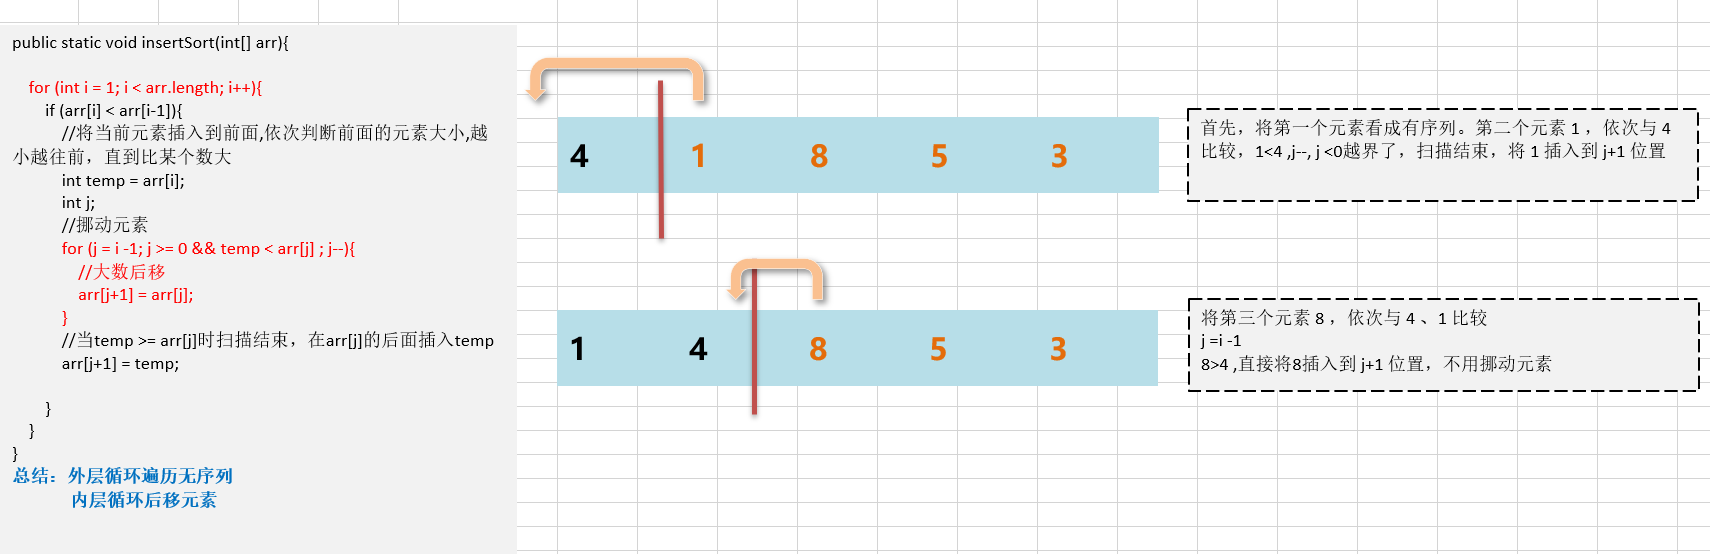 public static void insertSort(int[] arr){
for (int i = 1; i < arr.length; i++){
if (arr[i] < arr[i-1]){
//将当前元素插入到前面,依次判断前面的元素大小,越
小越往前，直到比某个数大
int temp = arr[i];
int j;
//挪动元素
for (j = i -1; j >= 0 && temp < arr[j] ; j--){
//大数后移
arr[j+1] = arr[j];
}
//当temp >= arr[j]时扫描结束，在arr[j]的后面插入temp
arr[j+1] = temp;
}
}
}
总结：外层循环遍历无序列
内层循环后移元素
4 1 8 5 3
首先，将第一个元素看成有序列。第二个元素 1 ，依次与 4
比较，1<4 ,j--, j <0越界了，扫描结束，将 1 插入到 j+1 位置
1 4 8 5 3
将第三个元素 8 ，依次与 4 、1 比较
j =i -1
8>4 ,直接将8插入到 j+1 位置，不用挪动元素